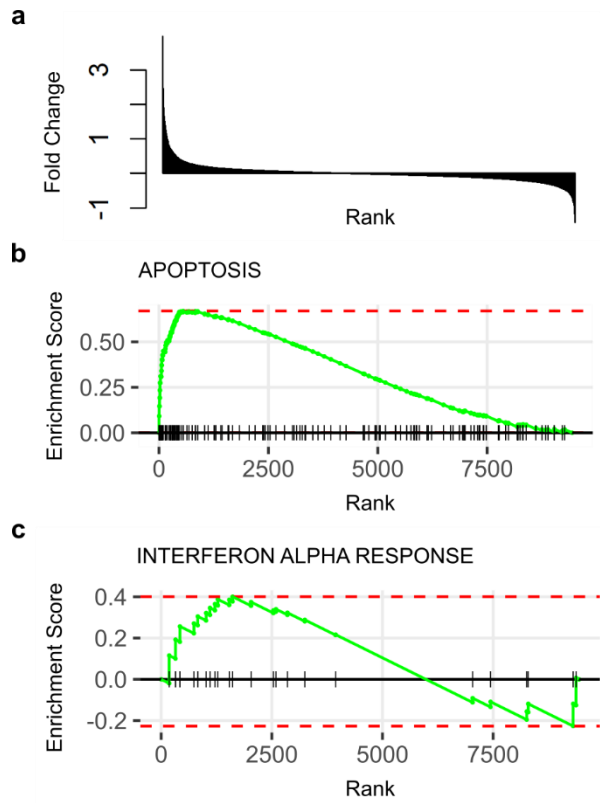 a
Fold Change
3
1
-1
Rank
b
APOPTOSIS
Enrichment Score
0.50
0.25
0.00
0 2500 5000 7500
Rank
c
INTERFERON ALPHA RESPONSE
Enrichment Score
0.4
0.2
0.0
-0.2
0 2500 5000 7500
Rank